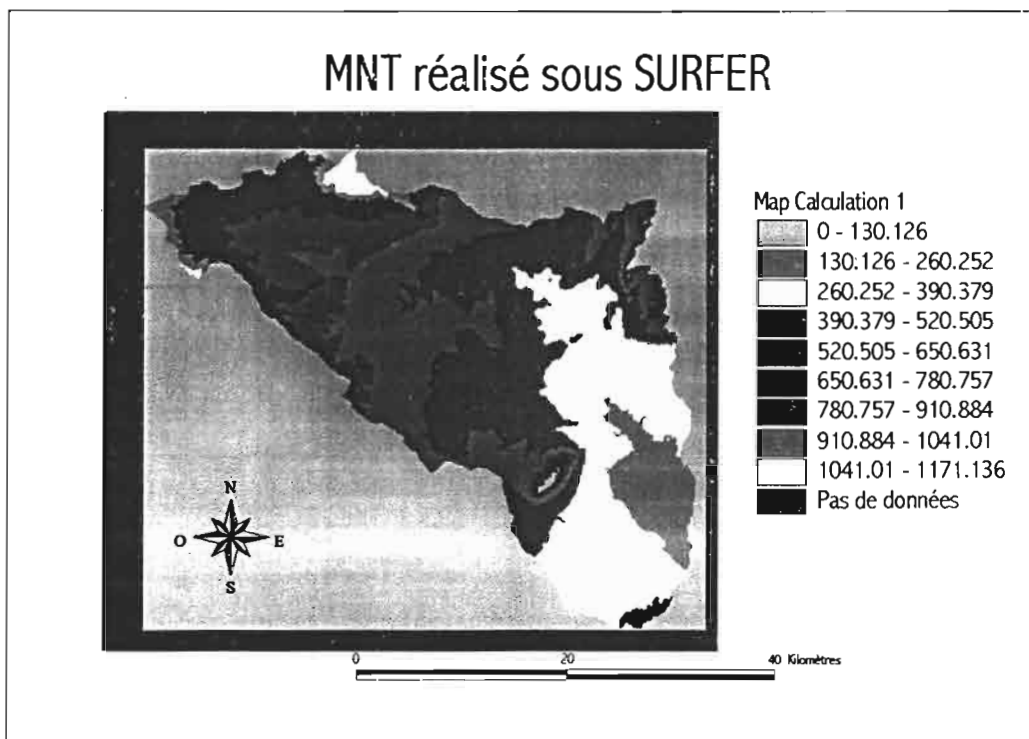 MNT réalisé sous SURFER
Map Calculation 1
0 - 130.126
130.126 - 260.252
260.252 - 390.379
390.379 - 520.505
520.505 - 650.631
650.631 - 780.757
780.757 - 910.884
910.884 - 1041.01
1041.01 - 1171.136
Pas de données
N
O
E
S
0
20
40 Kilomètres